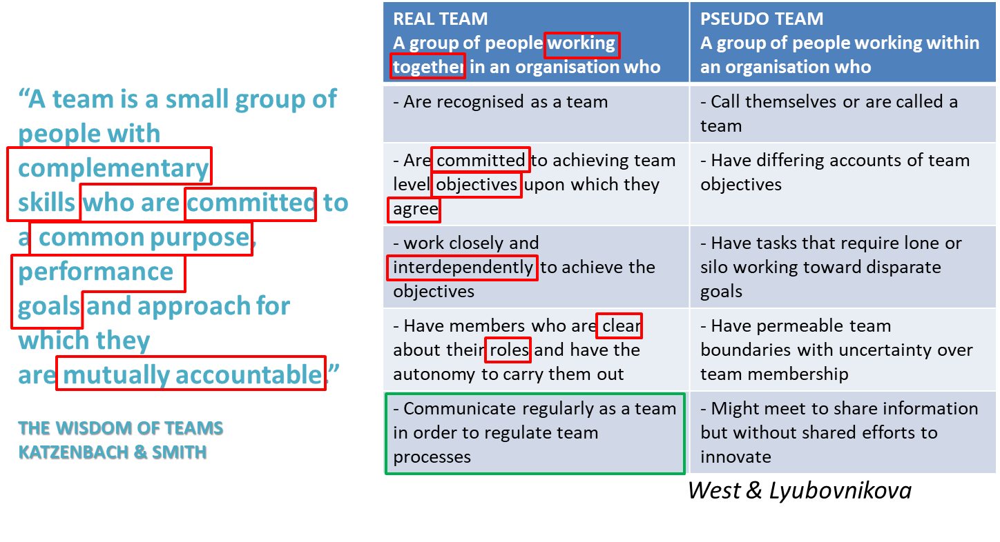 “A team is a small group of
people with
complementary
skills who are committed to
a common purpose,
performance
goals and approach for
which they
are mutually accountable.”
THE WISDOM OF TEAMS
KATZENBACH & SMITH
REAL TEAM
A group of people working
together in an organisation who
PSEUDO TEAM
A group of people working within
an organisation who
- Are recognised as a team
- Call themselves or are called a
team
- Are committed to achieving team
level objectives upon which they
agree
- Have differing accounts of team
objectives
- work closely and
interdependently to achieve the
objectives
- Have tasks that require lone or
silo working toward disparate
goals
- Have members who are clear
about their roles and have the
autonomy to carry them out
- Have permeable team
boundaries with uncertainty over
team membership
- Communicate regularly as a team
in order to regulate team
processes
- Might meet to share information
but without shared efforts to
innovate
West & Lyubovnikova